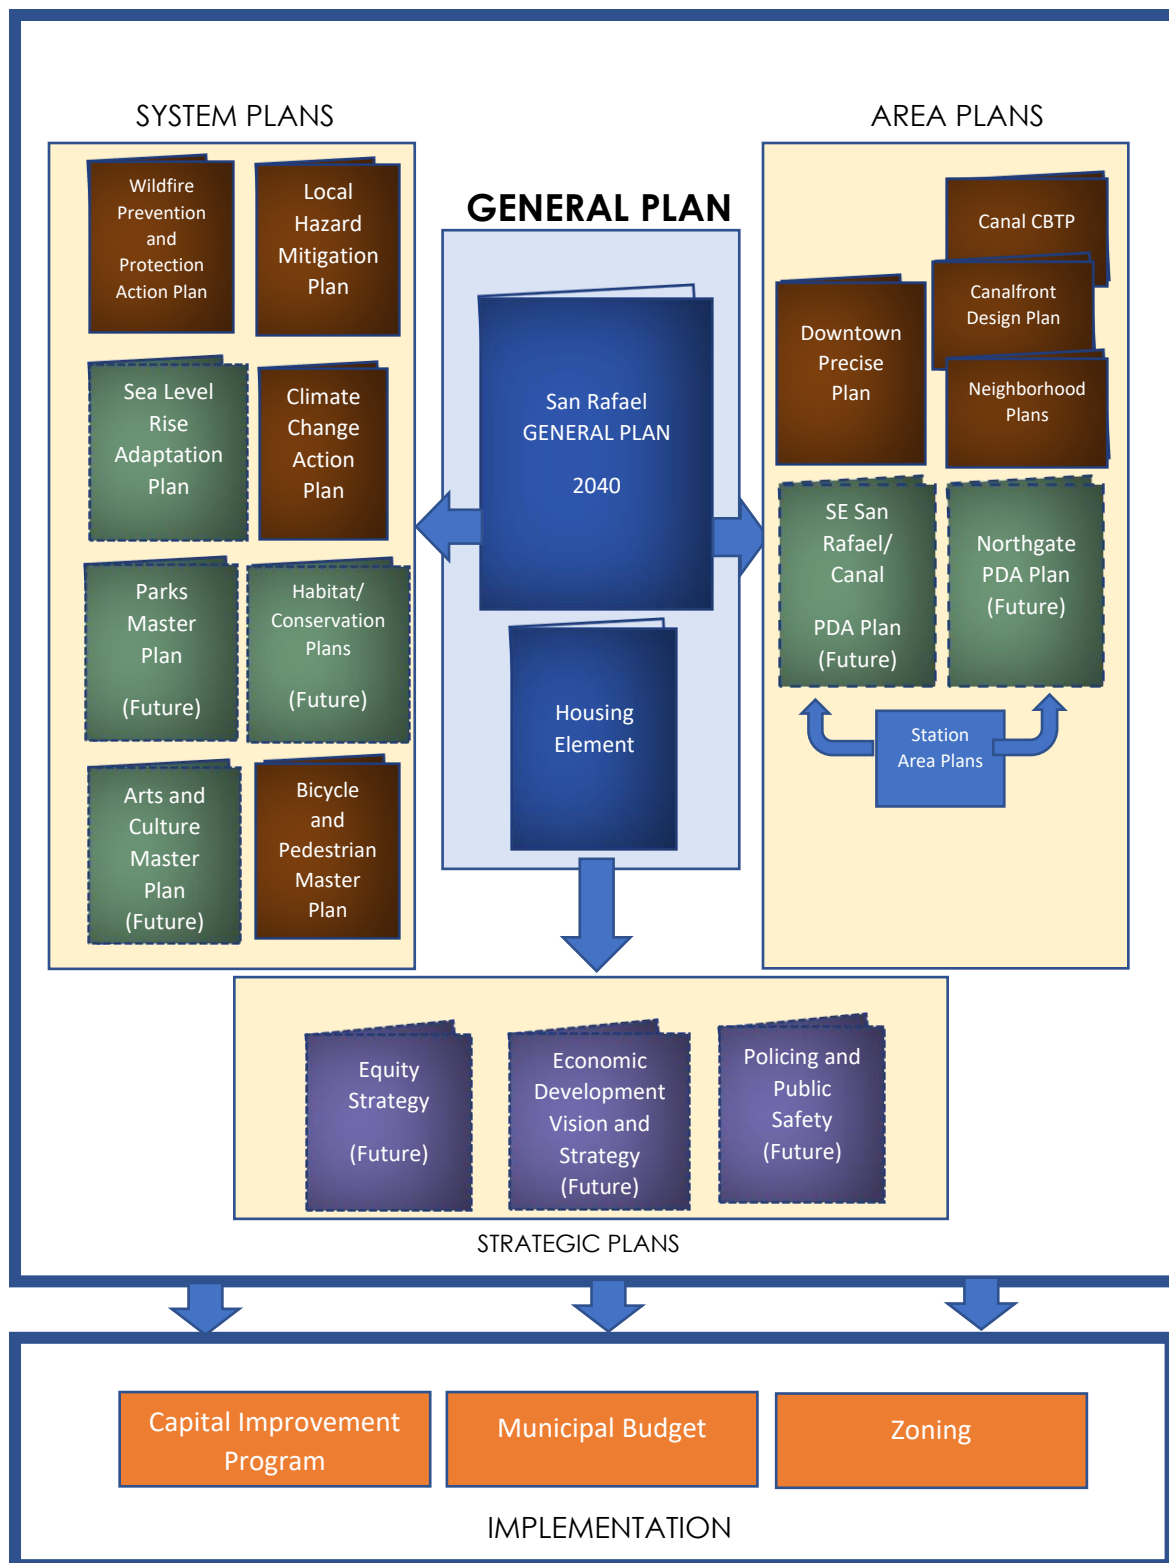 SYSTEM PLANS
Wildfire
Prevention
and
Protection
Action Plan
Local
Hazard
Mitigation
Plan
Sea Level
Rise
Adaptation
Plan
Climate
Change
Action
Plan
Parks
Master
Plan
(Future)
Habitat/
Conservation
Plans
(Future)
Arts and
Culture
Master
Plan
(Future)
Bicycle
and
Pedestrian
Master
Plan
GENERAL PLAN
San Rafael
GENERAL PLAN
2040
Housing
Element
AREA PLANS
Canal CBTP
Canalfront
Design Plan
Neighborhood
Plans
Downtown
Precise
Plan
SE San
Rafael/
Canal
PDA Plan
(Future)
Northgate
PDA Plan
(Future)
Station
Area Plans
Equity
Strategy
(Future)
Economic
Development
Vision and
Strategy
(Future)
Policing and
Public
Safety
(Future)
STRATEGIC PLANS
Capital Improvement
Program
Municipal Budget
Zoning
IMPLEMENTATION